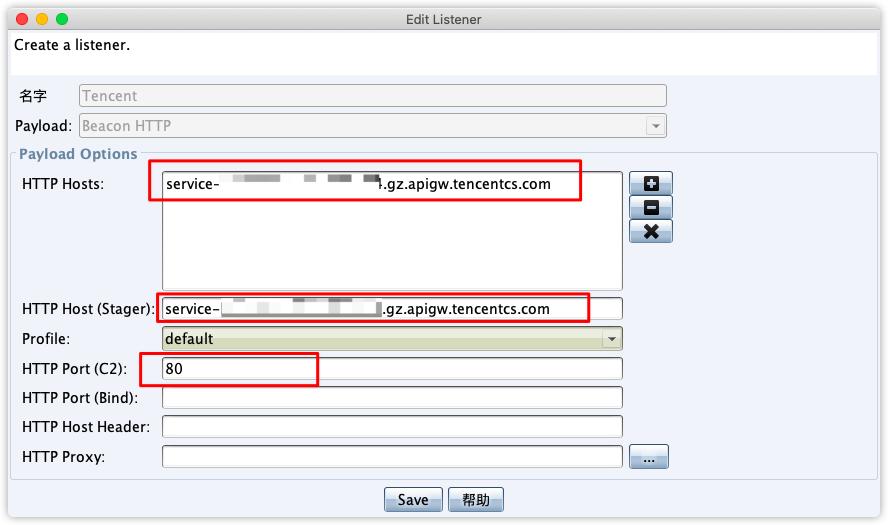 Edit Listener
Create a listener.
名字 Tencent
Payload: Beacon HTTP
Payload Options
HTTP Hosts: service- .gz.apigw.tencentcs.com
HTTP Host (Stager): service- .gz.apigw.tencentcs.com
Profile: default
HTTP Port (C2): 80
HTTP Port (Bind):
HTTP Host Header:
HTTP Proxy: ...
Save 帮助